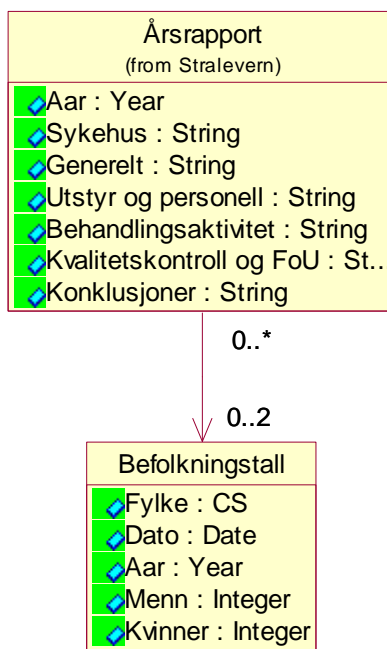 Årsrapport
(from Stralevern)
Aar : Year
Sykehus : String
Generelt : String
Utstyr og personell : String
Behandlingsaktivitet : String
Kvalitetskontroll og FoU : St..
Konklusjoner : String
0..*
0..2
Befolkningstall
Fylke : CS
Dato : Date
Aar : Year
Menn : Integer
Kvinner : Integer